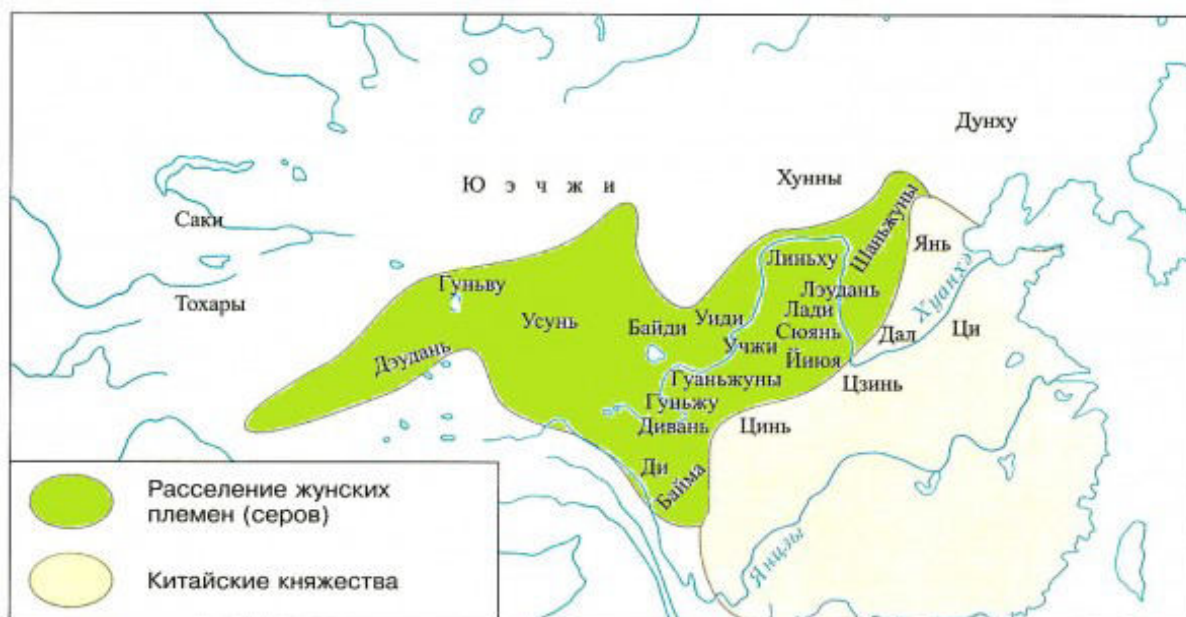 Дунху
Юэчжи
Хунны
Саки
Шаньжуны
Янь
Линьху
Хуанхэ
Гуньву
Лэудань
Тохары
Усунь
Байди
Уиди
Лади
Сюянь
Дал
Ци
Учжи
Йиюя
Дэудань
Гуаньжуны
Цзинь
Гуньжу
Дивань
Цинь
Ди
Байма
Янцзы
Расселение жунских
племен (серов)
Китайские княжества